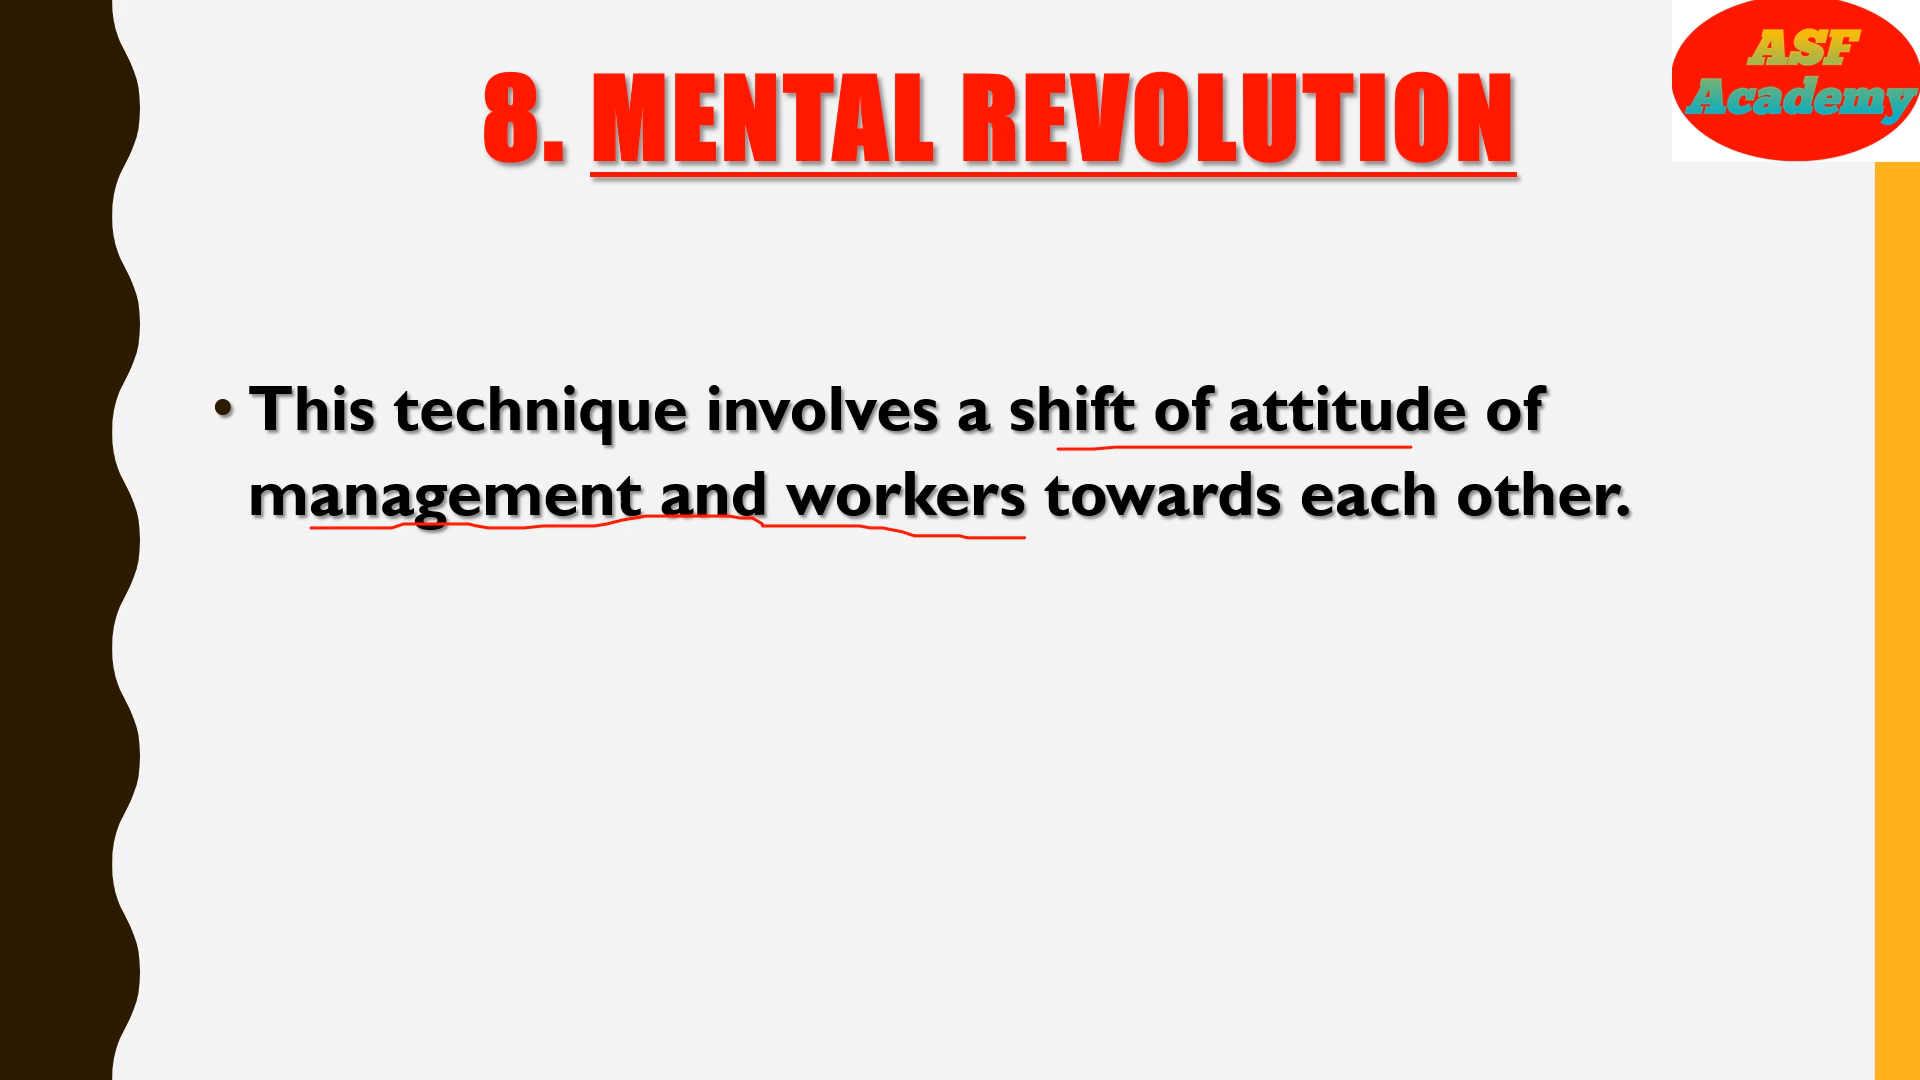 8. MENTAL REVOLUTION
ASF
Academy
• This technique involves a shift of attitude of
management and workers towards each other.